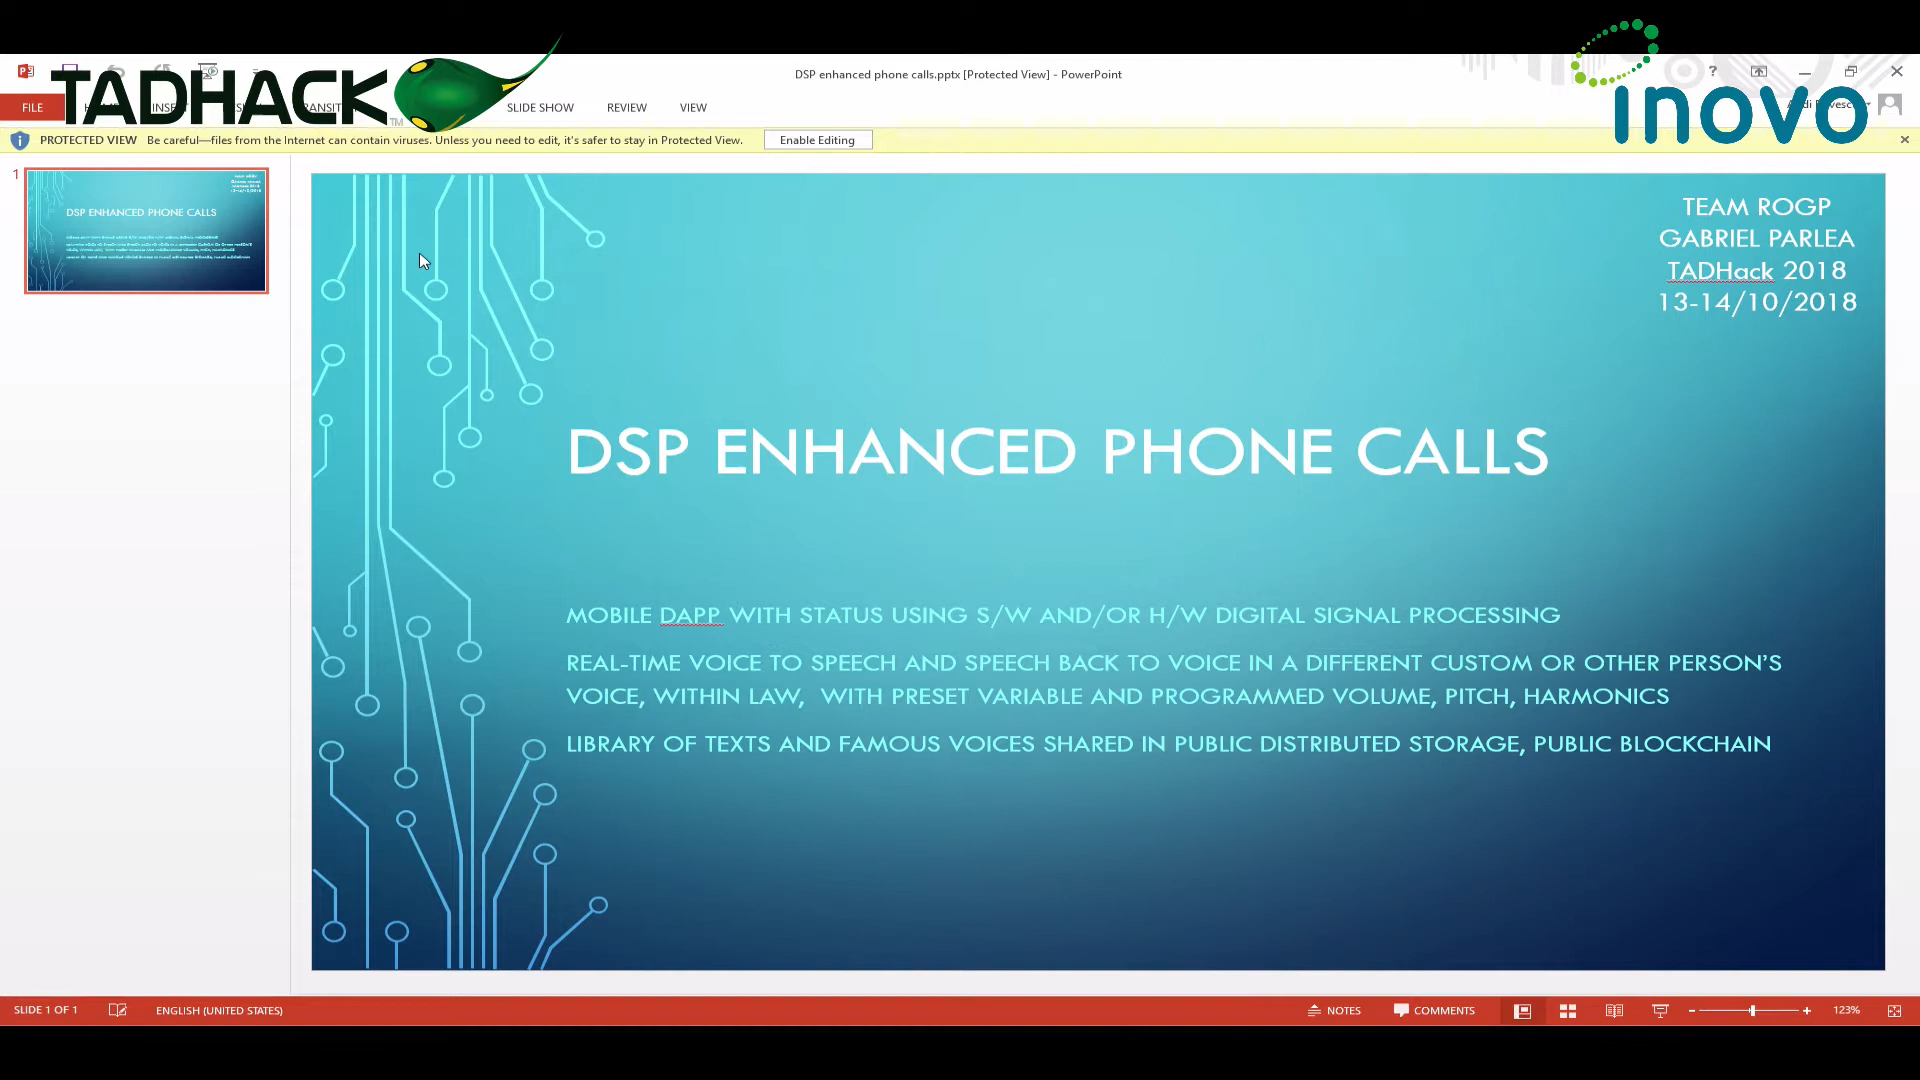 TADHACK
TM
inovo
DSP enhanced phone calls.pptx [Protected View] - PowerPoint
?
FILE
SLIDE SHOW
REVIEW
VIEW
PROTECTED VIEW Be careful—files from the Internet can contain viruses. Unless you need to edit, it's safer to stay in Protected View. Enable Editing
1
DSP ENHANCED PHONE CALLS
TEAM ROGP
GABRIEL PARLEA
TADHack 2018
13-14/10/2018
DSP ENHANCED PHONE CALLS
MOBILE DAPP WITH STATUS USING S/W AND/OR H/W DIGITAL SIGNAL PROCESSING
REAL-TIME VOICE TO SPEECH AND SPEECH BACK TO VOICE IN A DIFFERENT CUSTOM OR OTHER PERSON'S
VOICE, WITHIN LAW, WITH PRESET VARIABLE AND PROGRAMMED VOLUME, PITCH, HARMONICS
LIBRARY OF TEXTS AND FAMOUS VOICES SHARED IN PUBLIC DISTRIBUTED STORAGE, PUBLIC BLOCKCHAIN
SLIDE 1 OF 1 ENGLISH (UNITED STATES) NOTES COMMENTS 123%